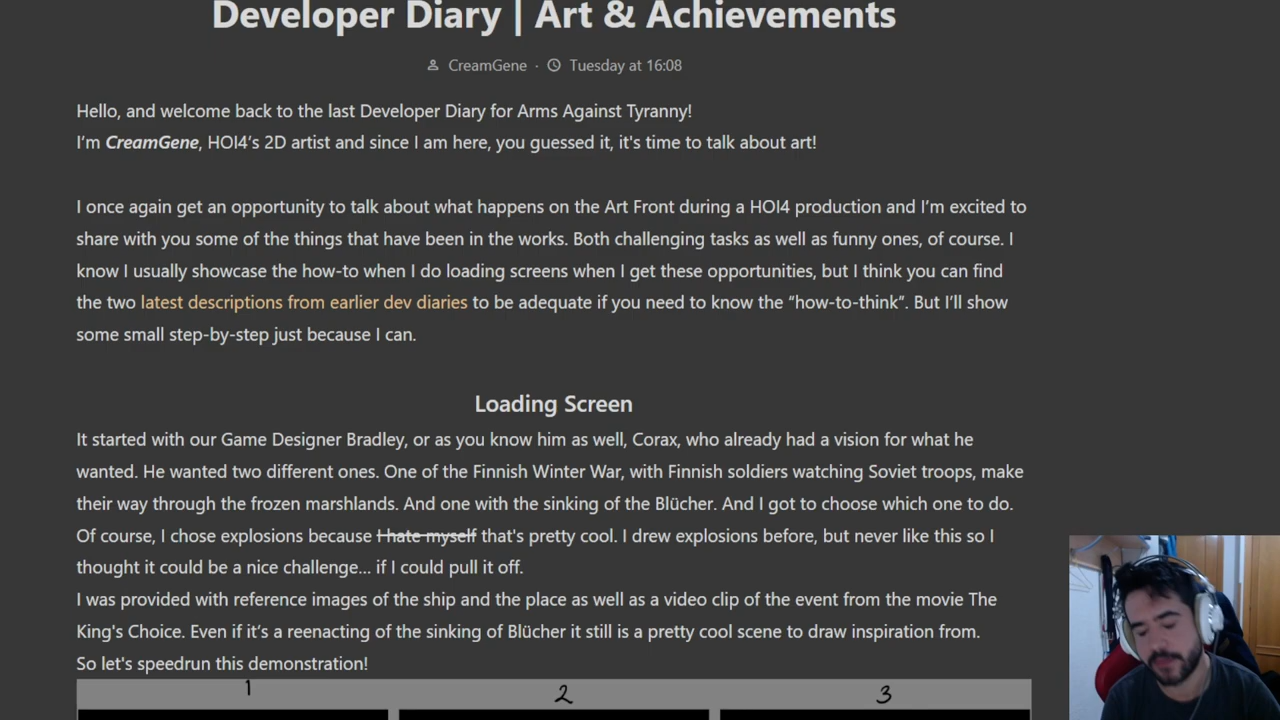 Developer Diary | Art & Achievements
CreamGene · Tuesday at 16:08
Hello, and welcome back to the last Developer Diary for Arms Against Tyranny!
I'm CreamGene, HOI4's 2D artist and since I am here, you guessed it, it's time to talk about art!
I once again get an opportunity to talk about what happens on the Art Front during a HOI4 production and I'm excited to
share with you some of the things that have been in the works. Both challenging tasks as well as funny ones, of course. I
know I usually showcase the how-to when I do loading screens when I get these opportunities, but I think you can find
the two latest descriptions from earlier dev diaries to be adequate if you need to know the “how-to-think”. But I'll show
some small step-by-step just because I can.
Loading Screen
It started with our Game Designer Bradley, or as you know him as well, Corax, who already had a vision for what he
wanted. He wanted two different ones. One of the Finnish Winter War, with Finnish soldiers watching Soviet troops, make
their way through the frozen marshlands. And one with the sinking of the Blücher. And I got to choose which one to do.
Of course, I chose explosions because I hate myself that's pretty cool. I drew explosions before, but never like this so I
thought it could be a nice challenge... if I could pull it off.
I was provided with reference images of the ship and the place as well as a video clip of the event from the movie The
King's Choice. Even if it's a reenacting of the sinking of Blücher it still is a pretty cool scene to draw inspiration from.
So let's speedrun this demonstration!
1 2 3